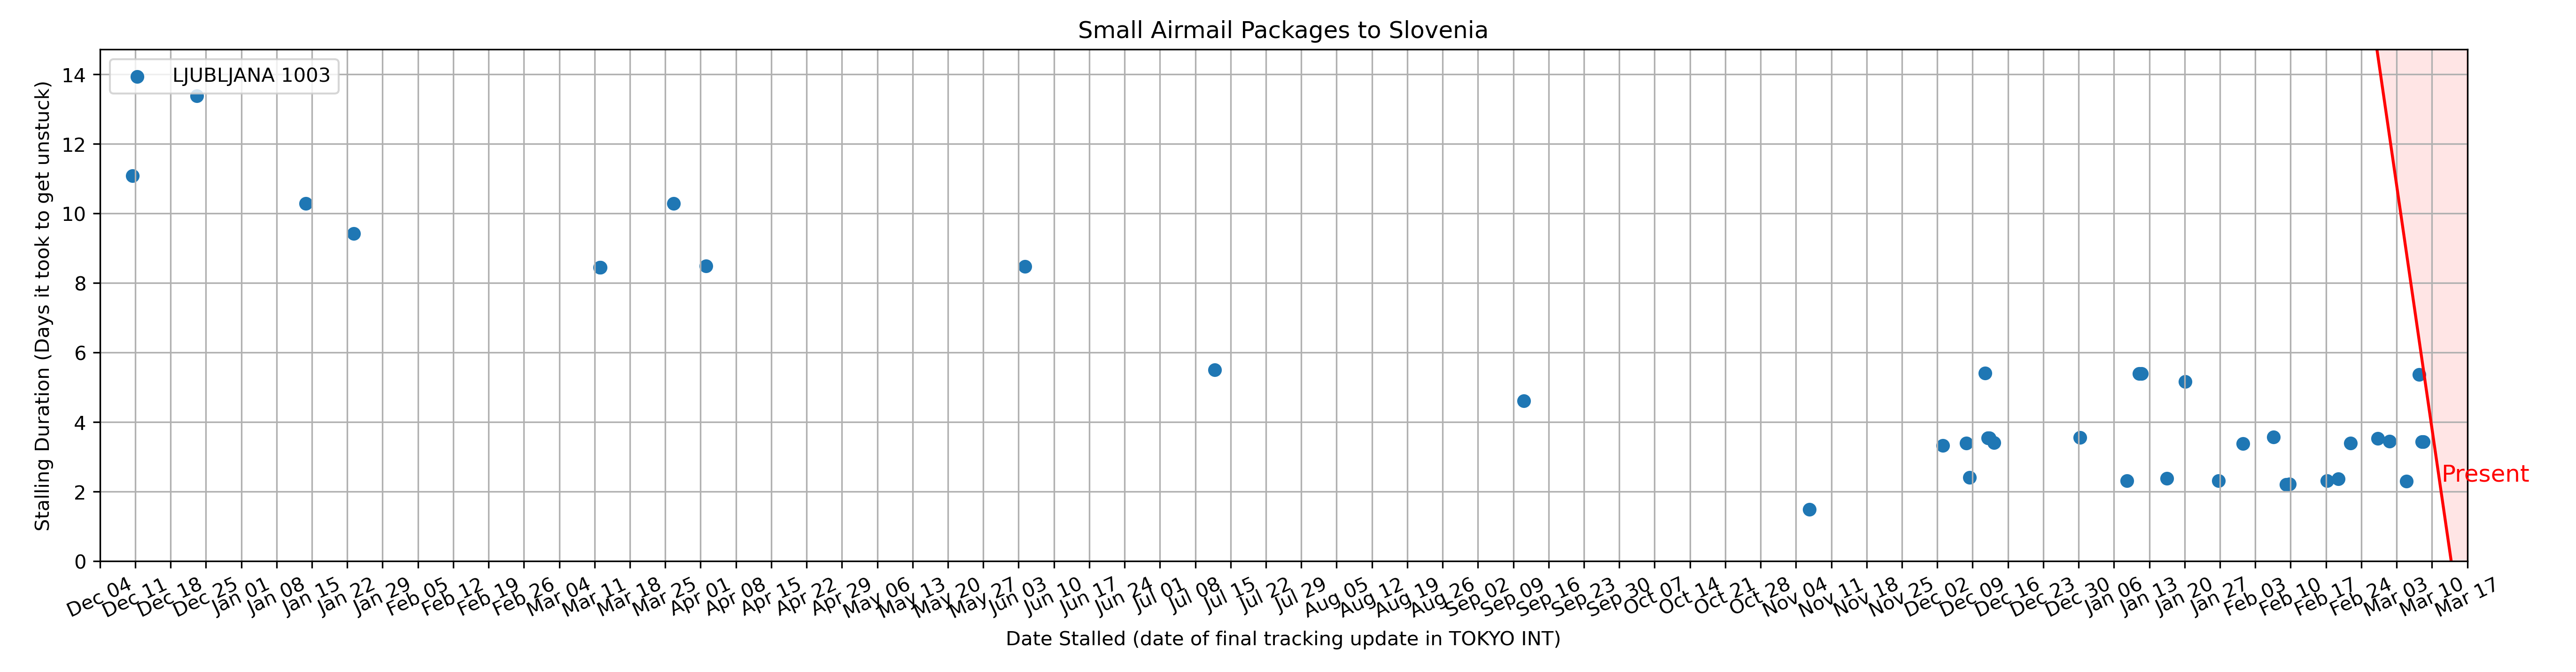 Small Airmail Packages to Slovenia
LJUBLJANA 1003
Stalling Duration (Days it took to get unstuck)
14
12
10
8
6
4
2
0
Present
Dec 04
Dec 11
Dec 18
Dec 25
Jan 01
Jan 08
Jan 15
Jan 22
Jan 29
Feb 05
Feb 12
Feb 19
Feb 26
Mar 04
Mar 11
Mar 18
Mar 25
Apr 01
Apr 08
Apr 15
Apr 22
Apr 29
May 06
May 13
May 20
May 27
Jun 03
Jun 10
Jun 17
Jun 24
Jul 01
Jul 08
Jul 15
Jul 22
Jul 29
Aug 05
Aug 12
Aug 19
Aug 26
Sep 02
Sep 09
Sep 16
Sep 23
Sep 30
Oct 07
Oct 14
Oct 21
Oct 28
Nov 04
Nov 11
Nov 18
Nov 25
Dec 02
Dec 09
Dec 16
Dec 23
Dec 30
Jan 06
Jan 13
Jan 20
Jan 27
Feb 03
Feb 10
Feb 17
Feb 24
Mar 03
Mar 10
Mar 17
Date Stalled (date of final tracking update in TOKYO INT)